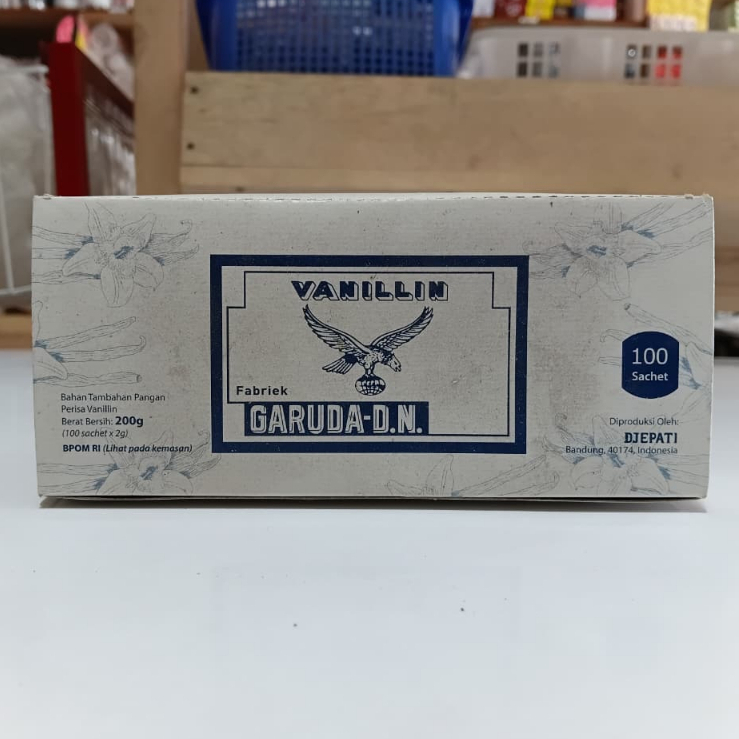 VANILLIN
Fabriek
GARUDA-D.N.
Bahan Tambahan Pangan
Perisa Vanillin
Berat Bersih: 200g
(100 sachet x 2g)
BPOM RI (Lihat pada kemasan)
100
Sachet
Diproduksi Oleh:
DJEPATI
Bandung, 40174, Indonesia